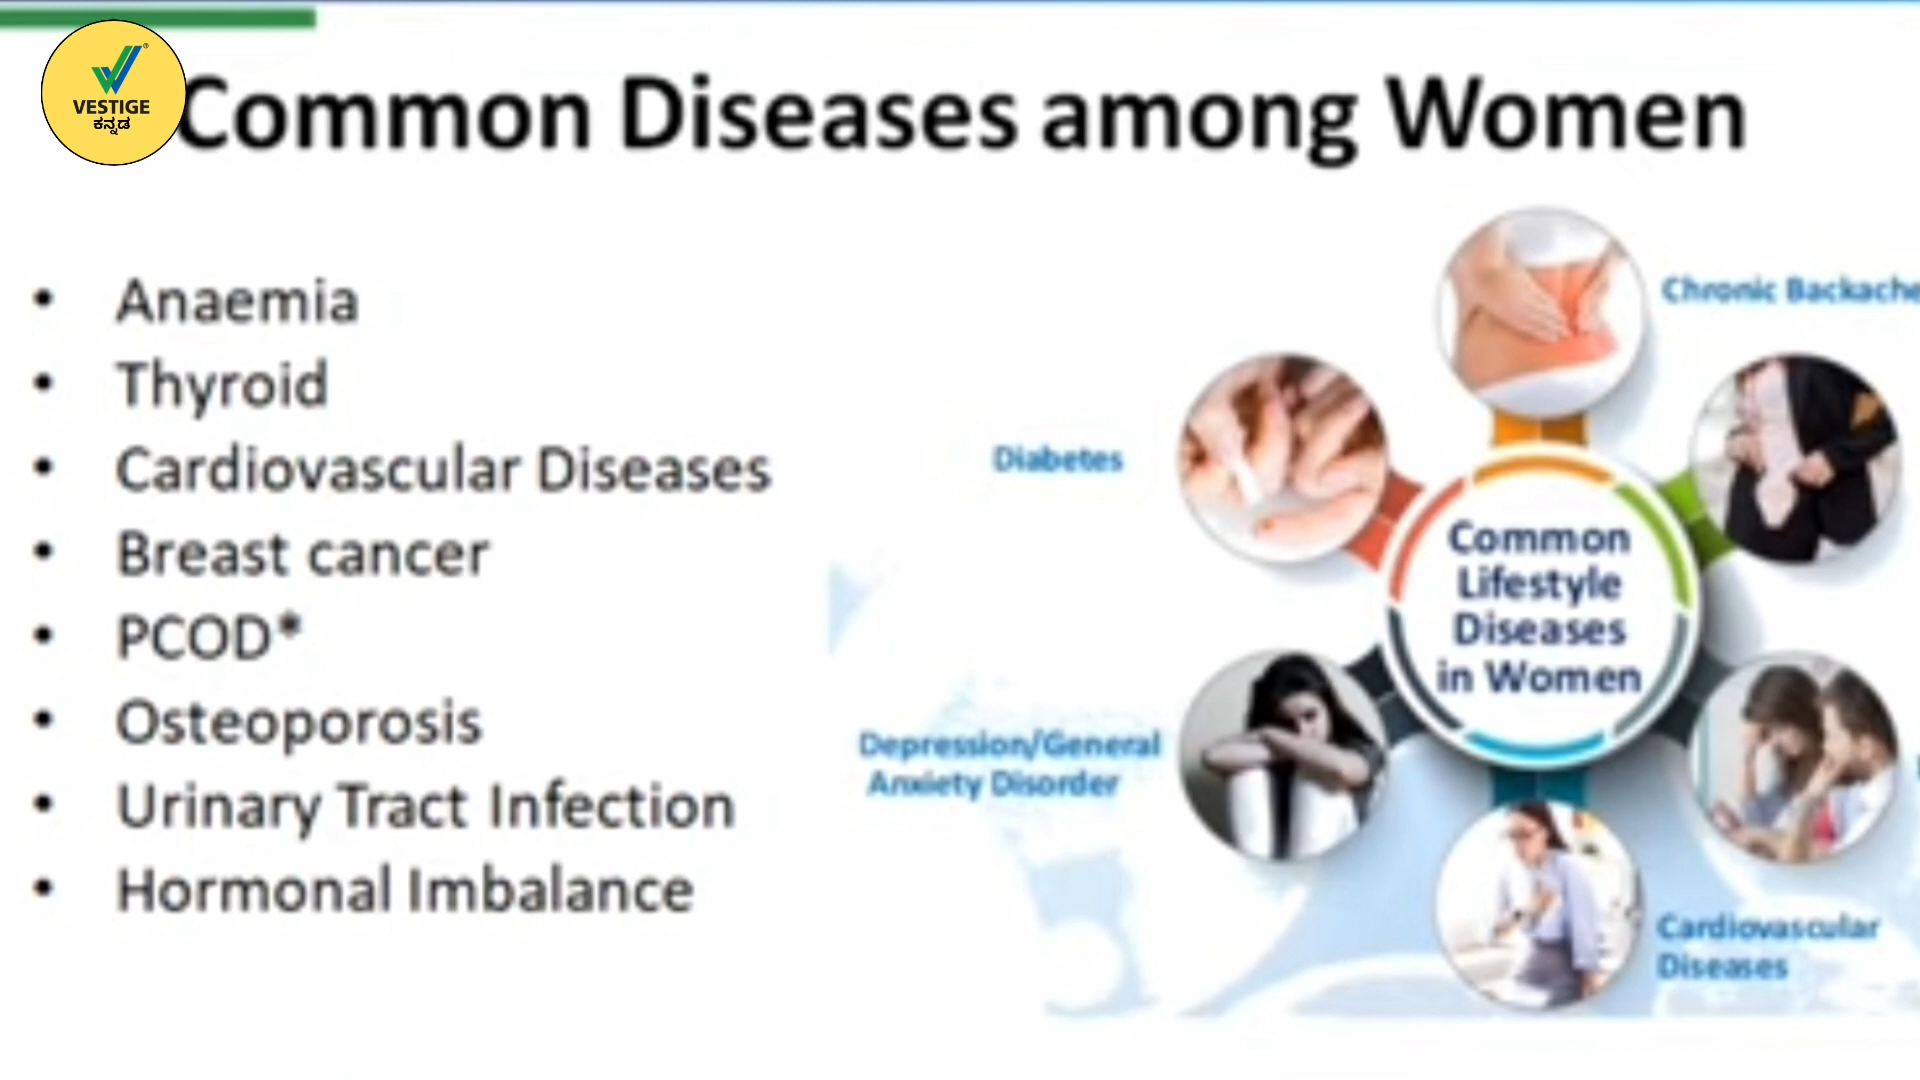 VESTIGE
ಕನ್ನಡ
Common Diseases among Women
• Anaemia
• Thyroid
• Cardiovascular Diseases
• Breast cancer
• PCOD*
• Osteoporosis
• Urinary Tract Infection
• Hormonal Imbalance
Chronic Backache
Diabetes
Common
Lifestyle
Diseases
in Women
Depression/General
Anxiety Disorder
Cardiovascular
Diseases